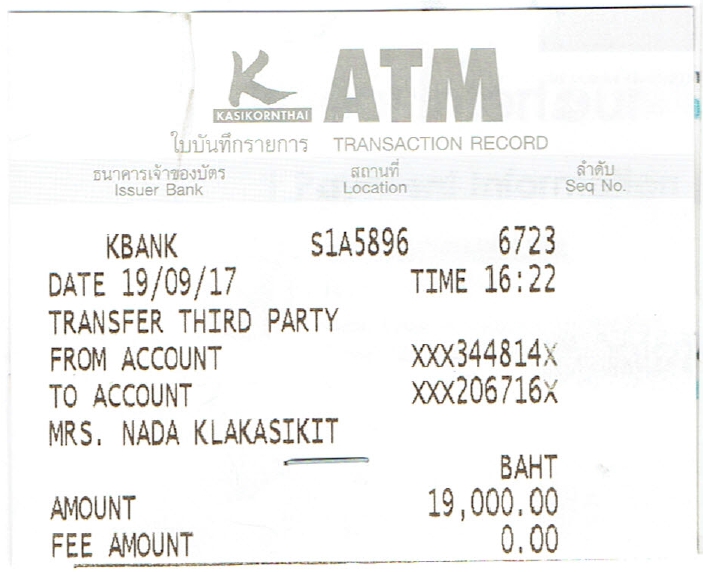 K ATM
KASIKORNTHAI
ใบบันทึกรายการ TRANSACTION RECORD
ธนาคารเจ้าของบัตร สถานที่ ลำดับ
Issuer Bank Location Seq No.
KBANK S1A5896 6723
DATE 19/09/17 TIME 16:22
TRANSFER THIRD PARTY
FROM ACCOUNT XXX344814X
TO ACCOUNT XXX206716X
MRS. NADA KLAKASIKIT
BAHT
AMOUNT 19,000.00
FEE AMOUNT 0.00